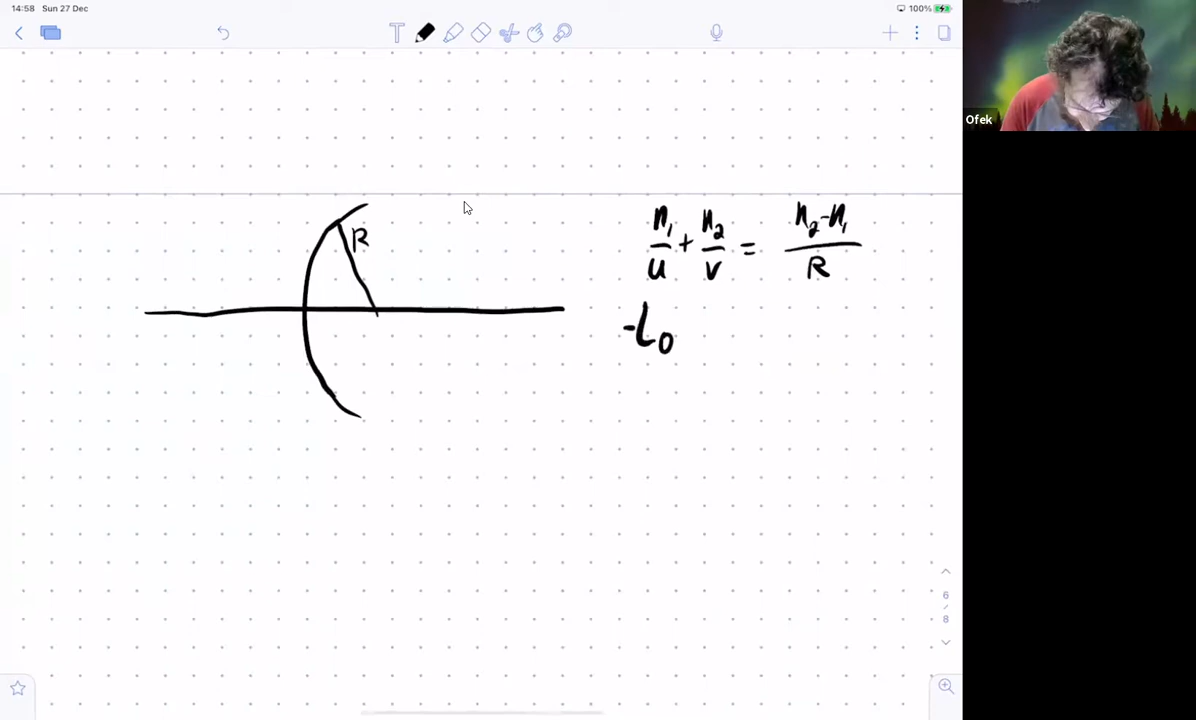 14:58 Sun 27 Dec
100%
T
Ofek
R
n₁/u + n₂/v = (n₂-n₁)/R
-L₀
6
/
8